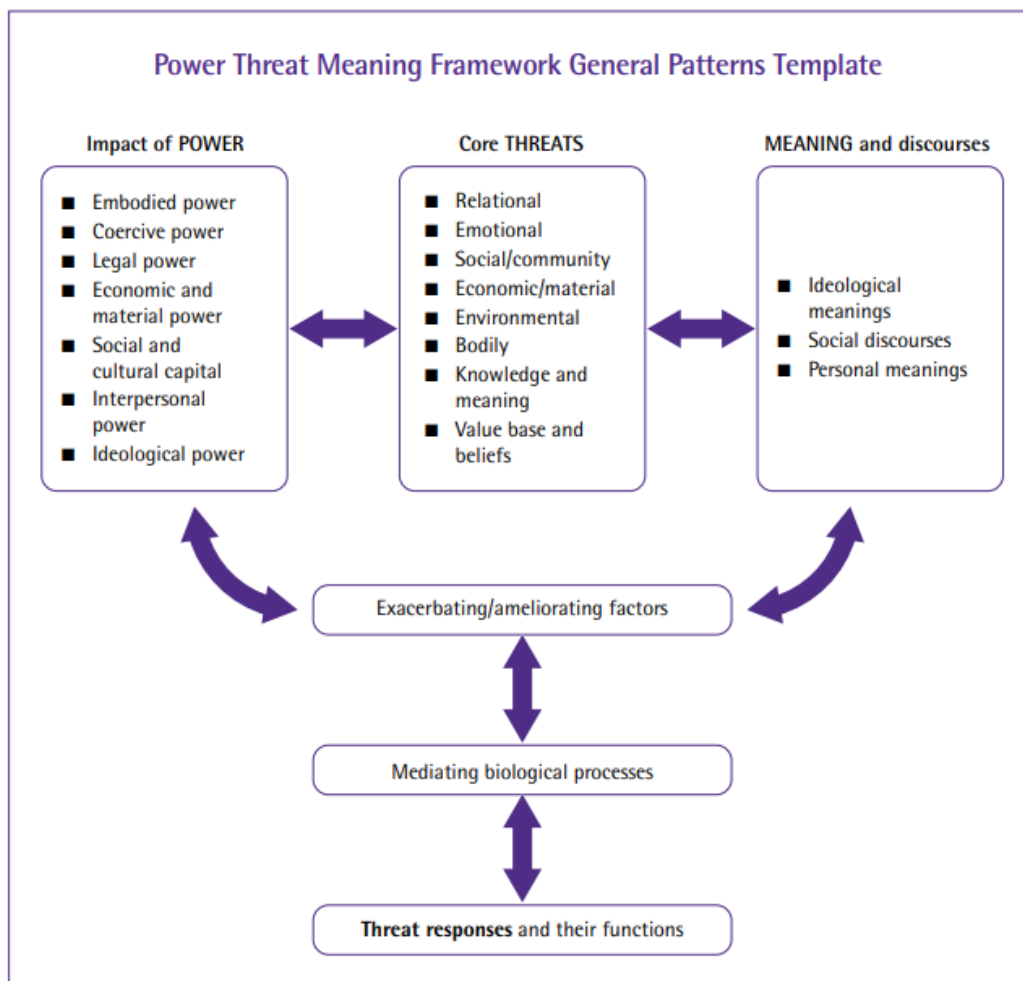 Power Threat Meaning Framework General Patterns Template
Impact of POWER
■ Embodied power
■ Coercive power
■ Legal power
■ Economic and
material power
■ Social and
cultural capital
■ Interpersonal
power
■ Ideological power
Core THREATS
■ Relational
■ Emotional
■ Social/community
■ Economic/material
■ Environmental
■ Bodily
■ Knowledge and
meaning
■ Value base and
beliefs
MEANING and discourses
■ Ideological
meanings
■ Social discourses
■ Personal meanings
Exacerbating/ameliorating factors
Mediating biological processes
Threat responses and their functions